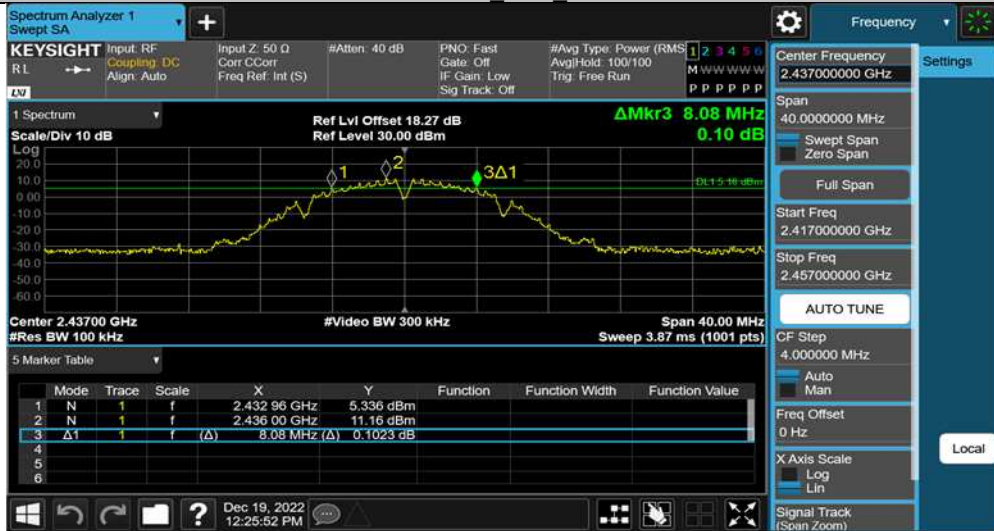 Spectrum Analyzer 1
Swept SA
+
Frequency
KEYSIGHT Input: RF Input Z: 50 Ω #Atten: 40 dB PNO: Fast #Avg Type: Power (RMS 1 2 3 4 5 6
RL Coupling: DC Corr CCorr Gate: Off Avg|Hold: 100/100 M W W W W W
Align: Auto Freq Ref: Int (S) IF Gain: Low Trig: Free Run
LXI Sig Track: Off P P P P P P
1 Spectrum
Scale/Div 10 dB
Ref Lvl Offset 18.27 dB
Ref Level 30.00 dBm
ΔMkr3 8.08 MHz
0.10 dB
Log
20.0
10.0
0.00
-10.0
-20.0
-30.0
-40.0
-50.0
-60.0
1
2
3Δ1
DL1 5.16 dBm
Center 2.43700 GHz #Video BW 300 kHz Span 40.00 MHz
#Res BW 100 kHz Sweep 3.87 ms (1001 pts)
5 Marker Table
Mode Trace Scale X Y Function Function Width Function Value
1 N 1 f 2.432 96 GHz 5.336 dBm
2 N 1 f 2.436 00 GHz 11.16 dBm
3 Δ1 1 f (Δ) 8.08 MHz (Δ) 0.1023 dB
4
5
6
?
Dec 19, 2022
12:25:52 PM
Center Frequency
2.437000000 GHz
Span
40.0000000 MHz
Swept Span
Zero Span
Full Span
Start Freq
2.417000000 GHz
Stop Freq
2.457000000 GHz
AUTO TUNE
CF Step
4.000000 MHz
Auto
Man
Freq Offset
0 Hz
X Axis Scale
Log
Lin
Signal Track
(Span Zoom)
Settings
Local